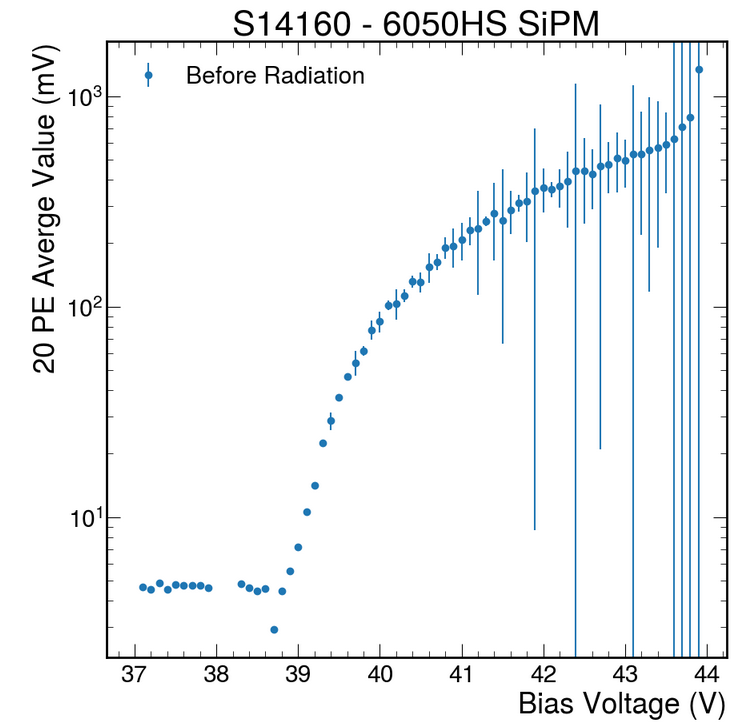 S14160 - 6050HS SiPM
Before Radiation
20 PE Averge Value (mV)
10³
10²
10¹
37 38 39 40 41 42 43 44
Bias Voltage (V)